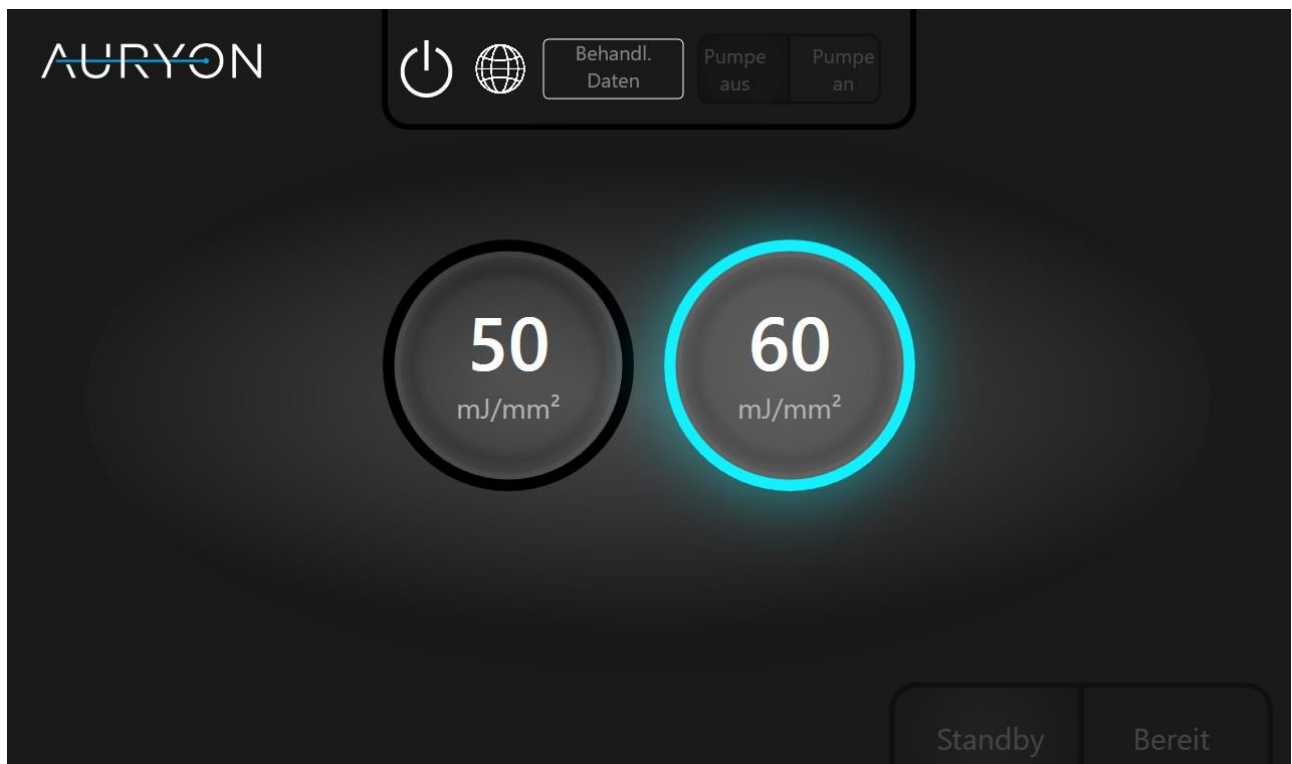 AURYON
Behandl.
Daten
Pumpe
aus
Pumpe
an
50
mJ/mm²
60
mJ/mm²
Standby
Bereit